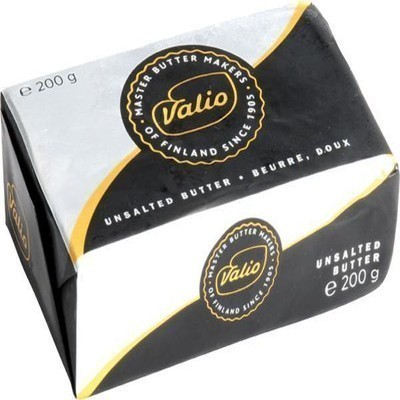 ℮ 200 g
MASTER BUTTER MAKERS
Valio
• OF FINLAND SINCE 1905 •
UNSALTED BUTTER • BEURRE, DOUX
MASTER BUTTER MAKERS
Valio
• OF FINLAND SINCE 1905 •
UNSALTED
BUTTER
℮ 200 g